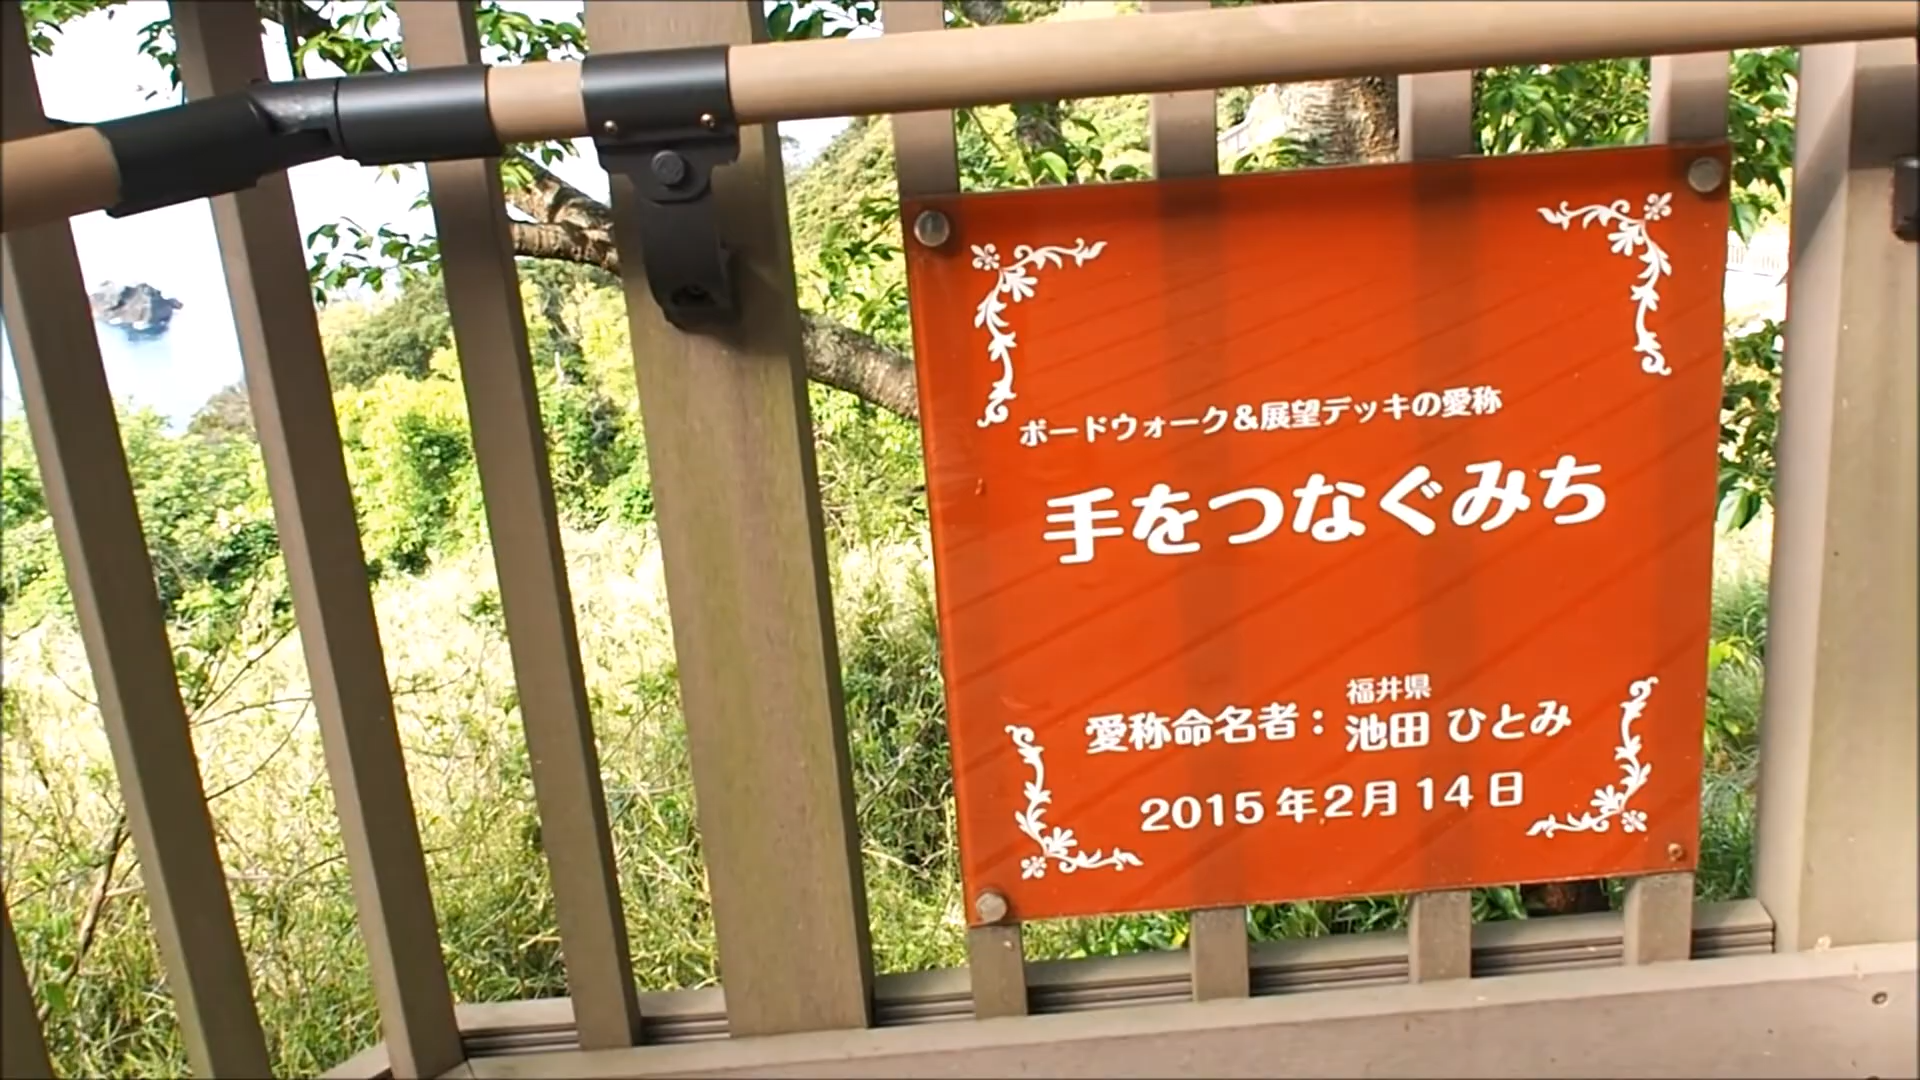 ボードウォーク&展望デッキの愛称
手をつなぐみち
福井県
愛称命名者：池田 ひとみ
2015年2月14日